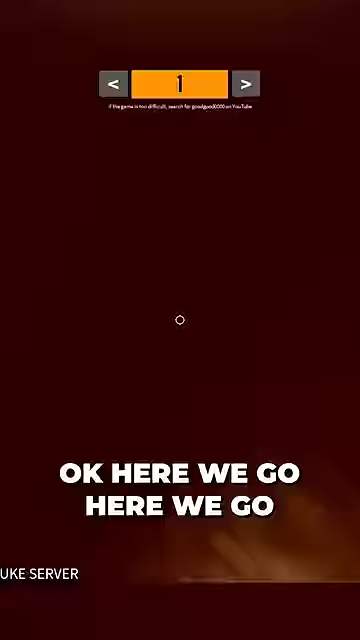 < 1 >
if the game is too difficult, search for goodgood0000 on YouTube
OK HERE WE GO
HERE WE GO
UKE SERVER